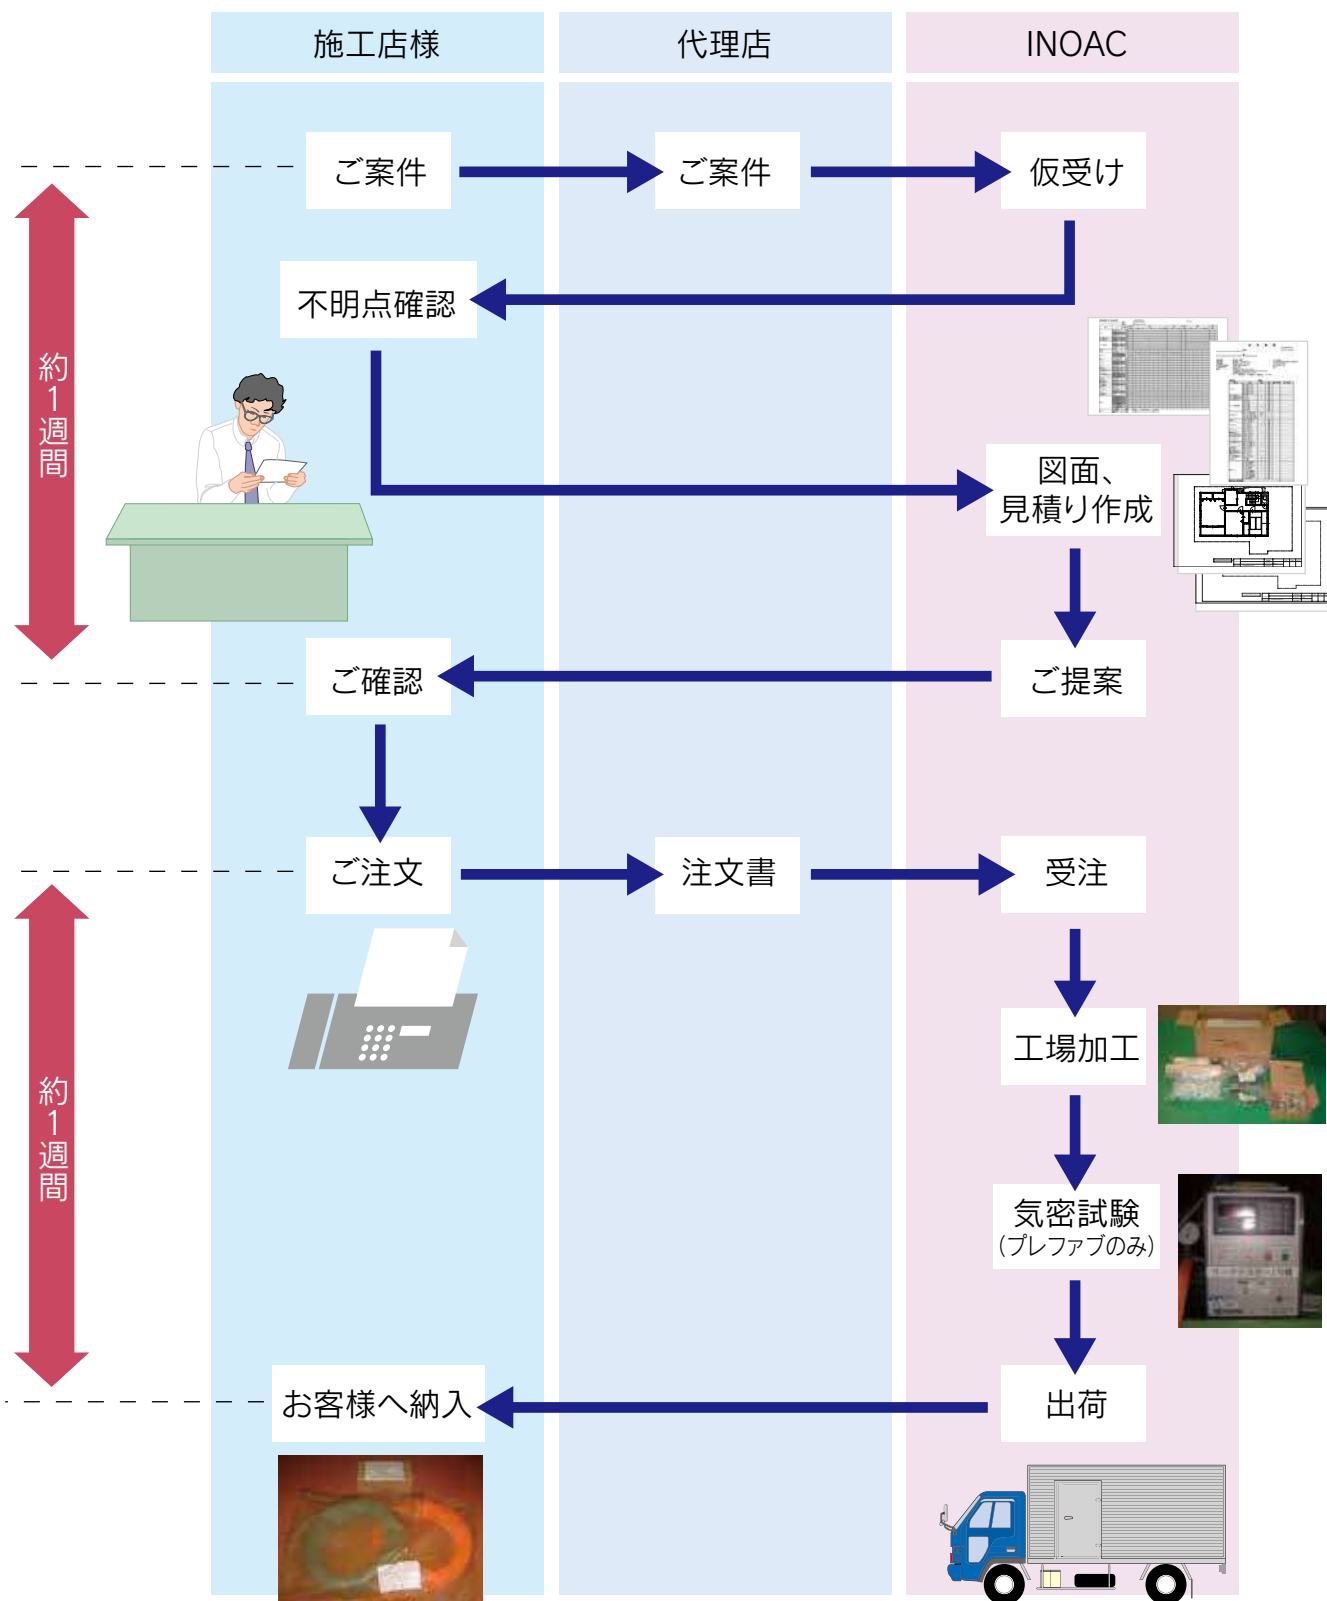 施工店様
代理店
INOAC
ご案件
ご案件
仮受け
不明点確認
約1週間
図面、
見積り作成
ご確認
ご提案
ご注文
注文書
受注
約1週間
工場加工
気密試験
(プレファブのみ)
お客様へ納入
出荷